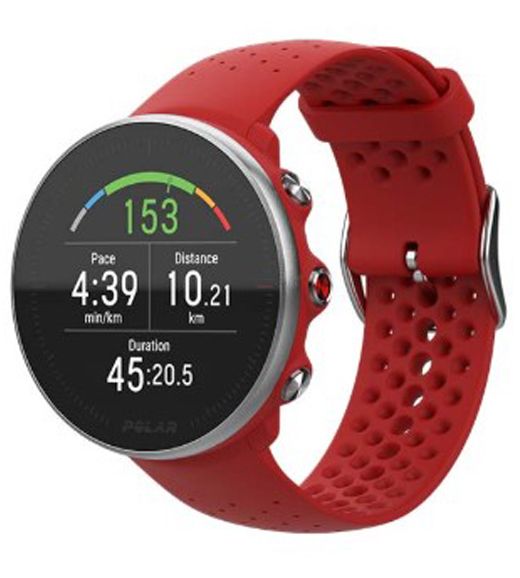 153
Pace Distance
4:39 10.21
min/km km
Duration
45:20.5
POLAR